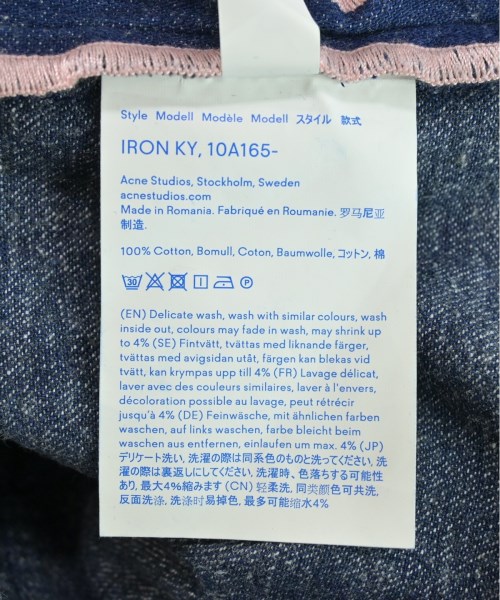 Style Modell Modèle Modell スタイル 款式
IRON KY, 10A165-
Acne Studios, Stockholm, Sweden
acnestudios.com
Made in Romania. Fabriqué en Roumanie. 罗马尼亚
制造.
100% Cotton, Bomull, Coton, Baumwolle, コットン, 棉
30 P
(EN) Delicate wash, wash with similar colours, wash
inside out, colours may fade in wash, may shrink up
to 4% (SE) Fintvätt, tvättas med liknande färger,
tvättas med avigsidan utåt, färgen kan blekas vid
tvätt, kan krympas upp till 4% (FR) Lavage délicat,
laver avec des couleurs similaires, laver à l'envers,
décoloration possible au lavage, peut rétrécir
jusqu'à 4% (DE) Feinwäsche, mit ähnlichen farben
waschen, auf links waschen, farbe bleicht beim
waschen aus entfernen, einlaufen um max. 4% (JP)
デリケート洗い, 洗濯の際は同系色のものと洗ってください, 洗
濯の際は裏返しにしてください, 洗濯時、色落ちする可能性
あり, 最大4%縮みます (CN) 轻柔洗, 同类颜色可共洗,
反面洗涤, 洗涤时易掉色, 最多可能缩水4%